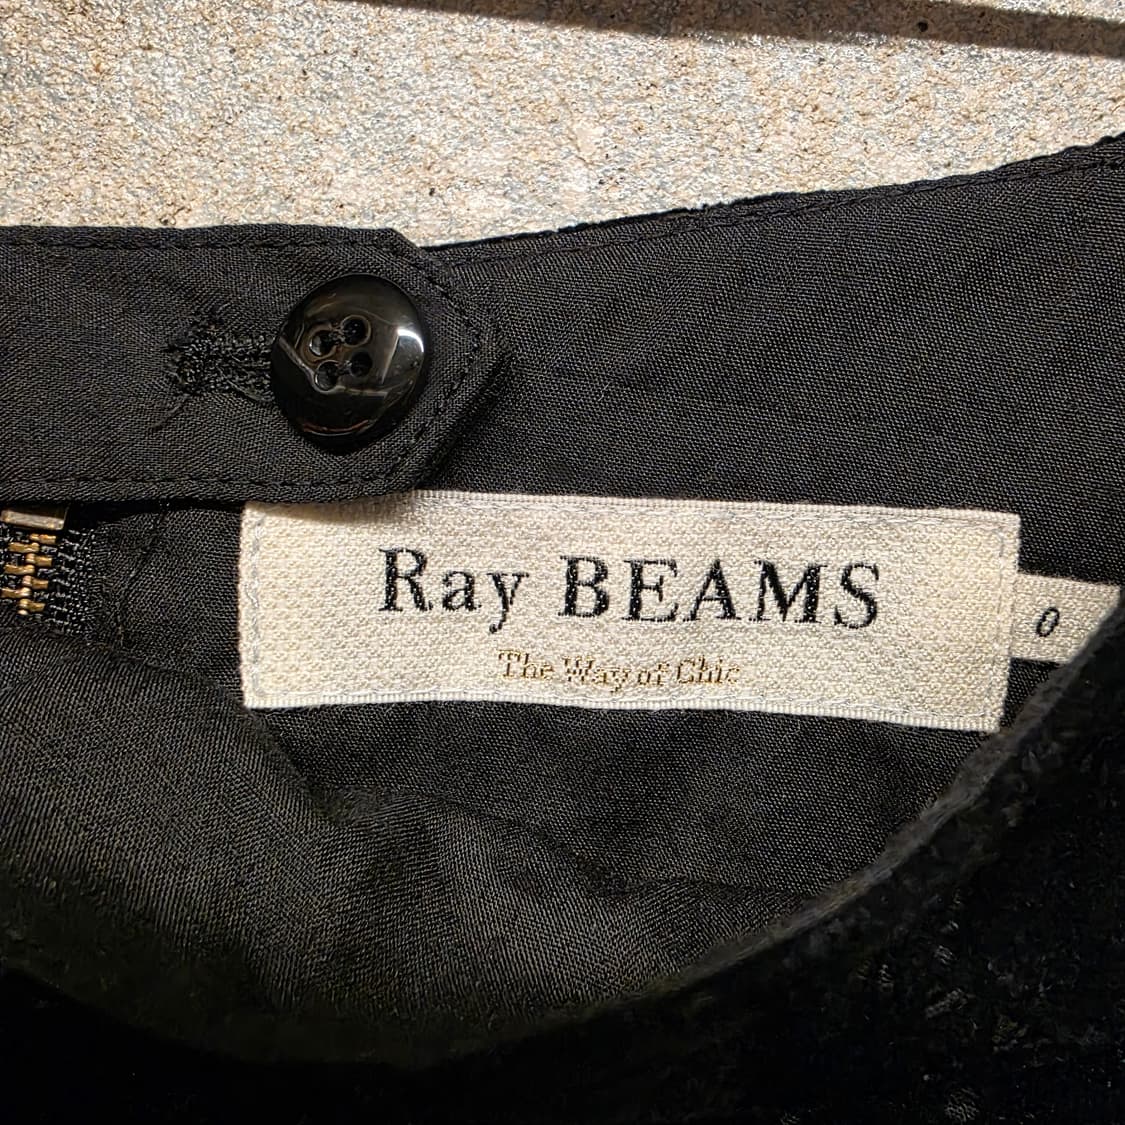 Ray BEAMS
The Way of Chic
0